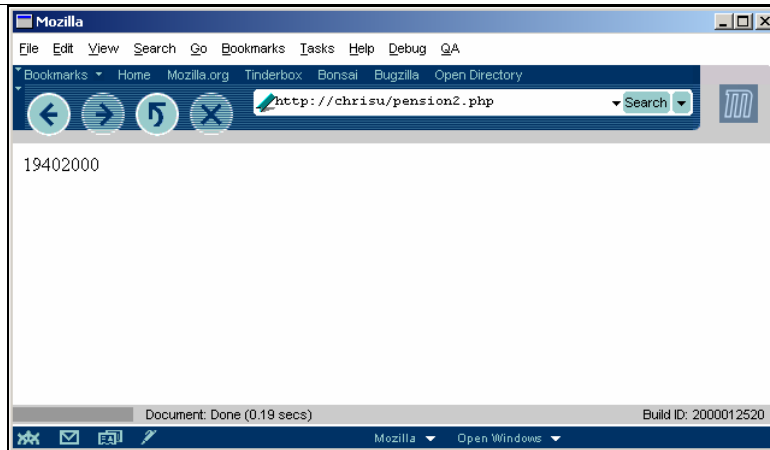 Mozilla
File Edit View Search Go Bookmarks Tasks Help Debug QA
Bookmarks Home Mozilla.org Tinderbox Bonsai Bugzilla Open Directory
http://chrisu/pension2.php Search
19402000
Document: Done (0.19 secs) Build ID: 2000012520
Mozilla Open Windows